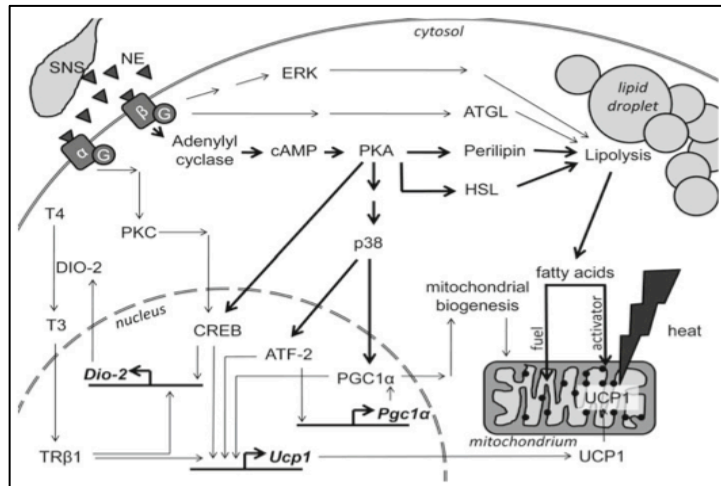 cytosol
SNS NE
ERK
β G
lipid
droplet
ATGL
α G
Adenylyl
cyclase cAMP PKA Perilipin Lipolysis
HSL
T4
PKC
p38
DIO-2
fatty acids
mitochondrial
biogenesis
nucleus
T3
CREB
fuel
activator
heat
ATF-2
Dio-2
PGC1α
UCP1
Pgc1α
mitochondrium
TRβ1
Ucp1
UCP1